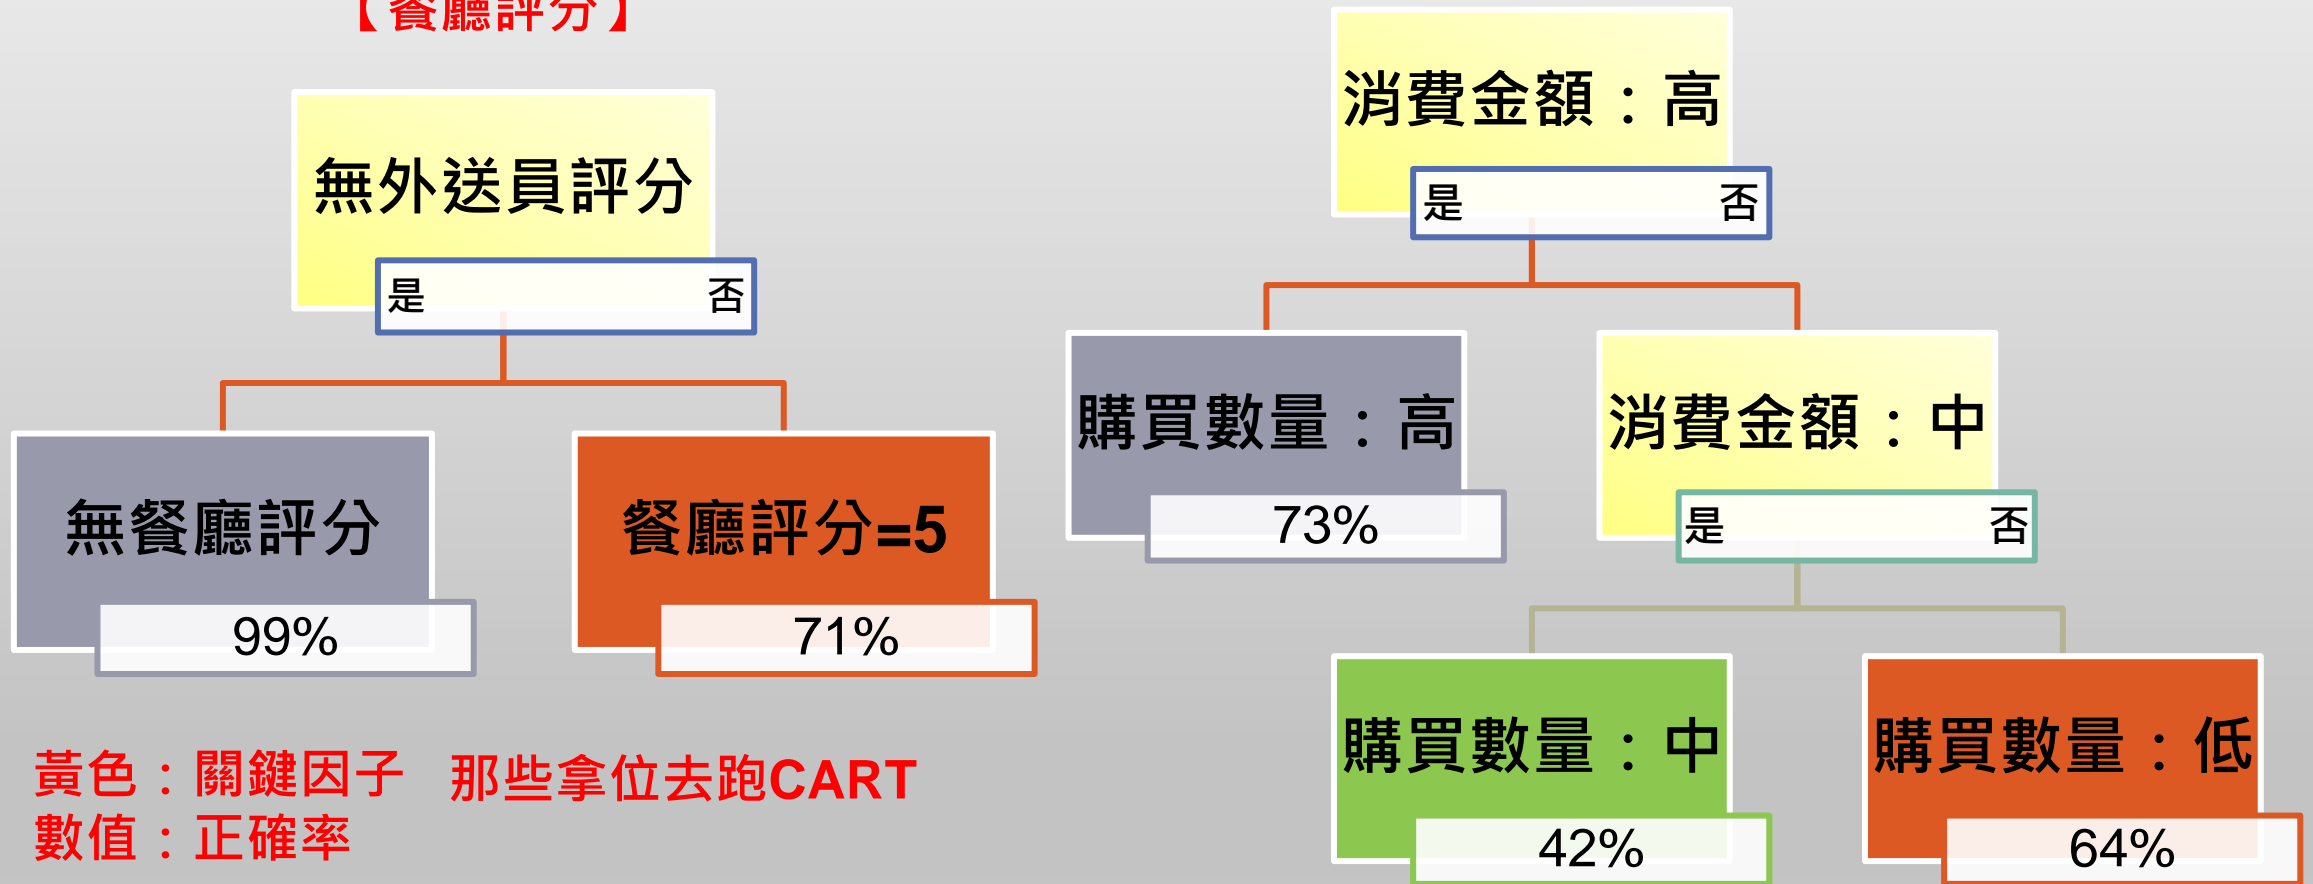 【餐廳評分】
無外送員評分
是 否
無餐廳評分
99%
餐廳評分=5
71%
消費金額：高
是 否
購買數量：高
73%
消費金額：中
是 否
購買數量：中
42%
購買數量：低
64%
黃色：關鍵因子
數值：正確率
那些拿位去跑CART